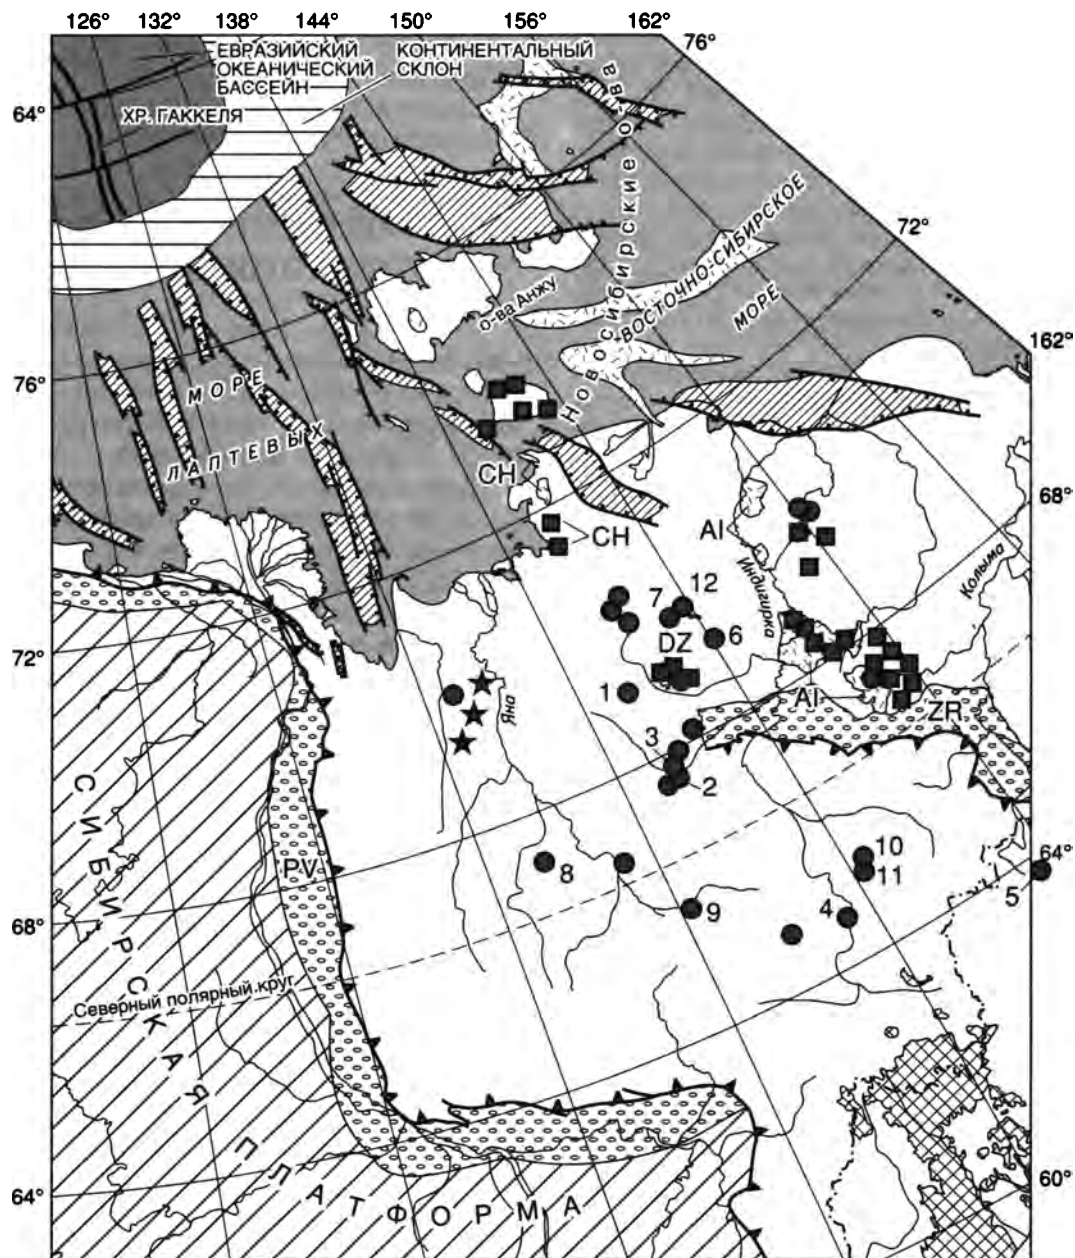 126° 132° 138° 144° 150° 156° 162°
76°
ЕВРАЗИЙСКИЙ
ОКЕАНИЧЕСКИЙ
БАССЕЙН
КОНТИНЕНТАЛЬНЫЙ
СКЛОН
ХР. ГАККЕЛЯ
64°
Новосибирские о-ва
72°
о-ва Анжу
ВОСТОЧНО-СИБИРСКОЕ
МОРЕ
162°
76°
МОРЕ
ЛАПТЕВЫХ
CH
CH
AI
68°
Индигирка
Колыма
7
12
6
DZ
72°
1
Яна
AI
ZR
3
2
СИБИРСКАЯ ПЛАТФОРМА
PV
8
10
11
64°
5
9
4
68°
Северный полярный круг
64°
60°